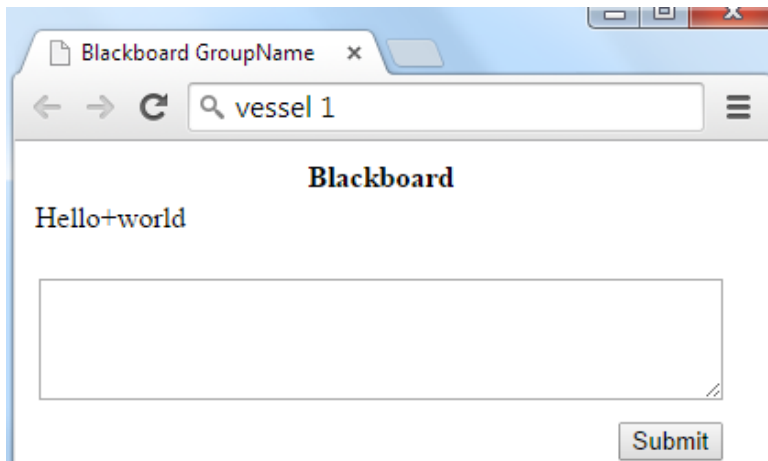 Blackboard GroupName
vessel 1
Blackboard
Hello+world
Submit